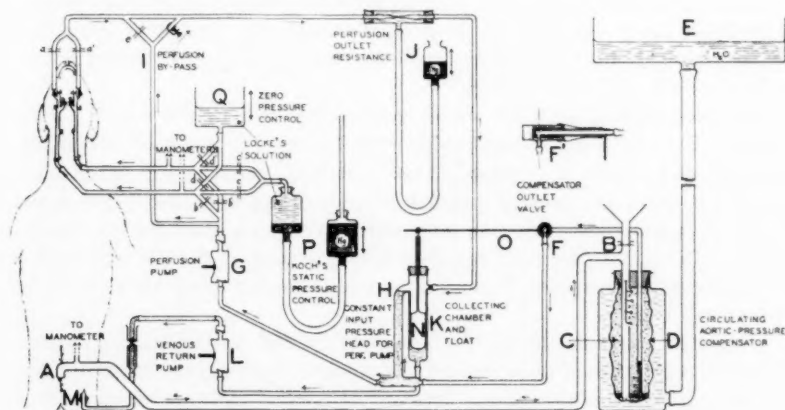 E
H₂O
a
a'
e
I
PERFUSION
BY-PASS
PERFUSION
OUTLET
RESISTANCE
J
Hg
Q
ZERO
PRESSURE
CONTROL
LOCKE'S
SOLUTION
TO
MANOMETERS
F'
COMPENSATOR
OUTLET
VALVE
d
c
b
P
Hg
KOCH'S
STATIC
PRESSURE
CONTROL
O
F
B
PERFUSION
PUMP
G
H
CONSTANT
INPUT
PRESSURE
HEAD FOR
PERF. PUMP
N
K
COLLECTING
CHAMBER
AND
FLOAT
C
D
CIRCULATING
AORTIC-PRESSURE
COMPENSATOR
TO
MANOMETER
VENOUS
RETURN
PUMP
L
A
M